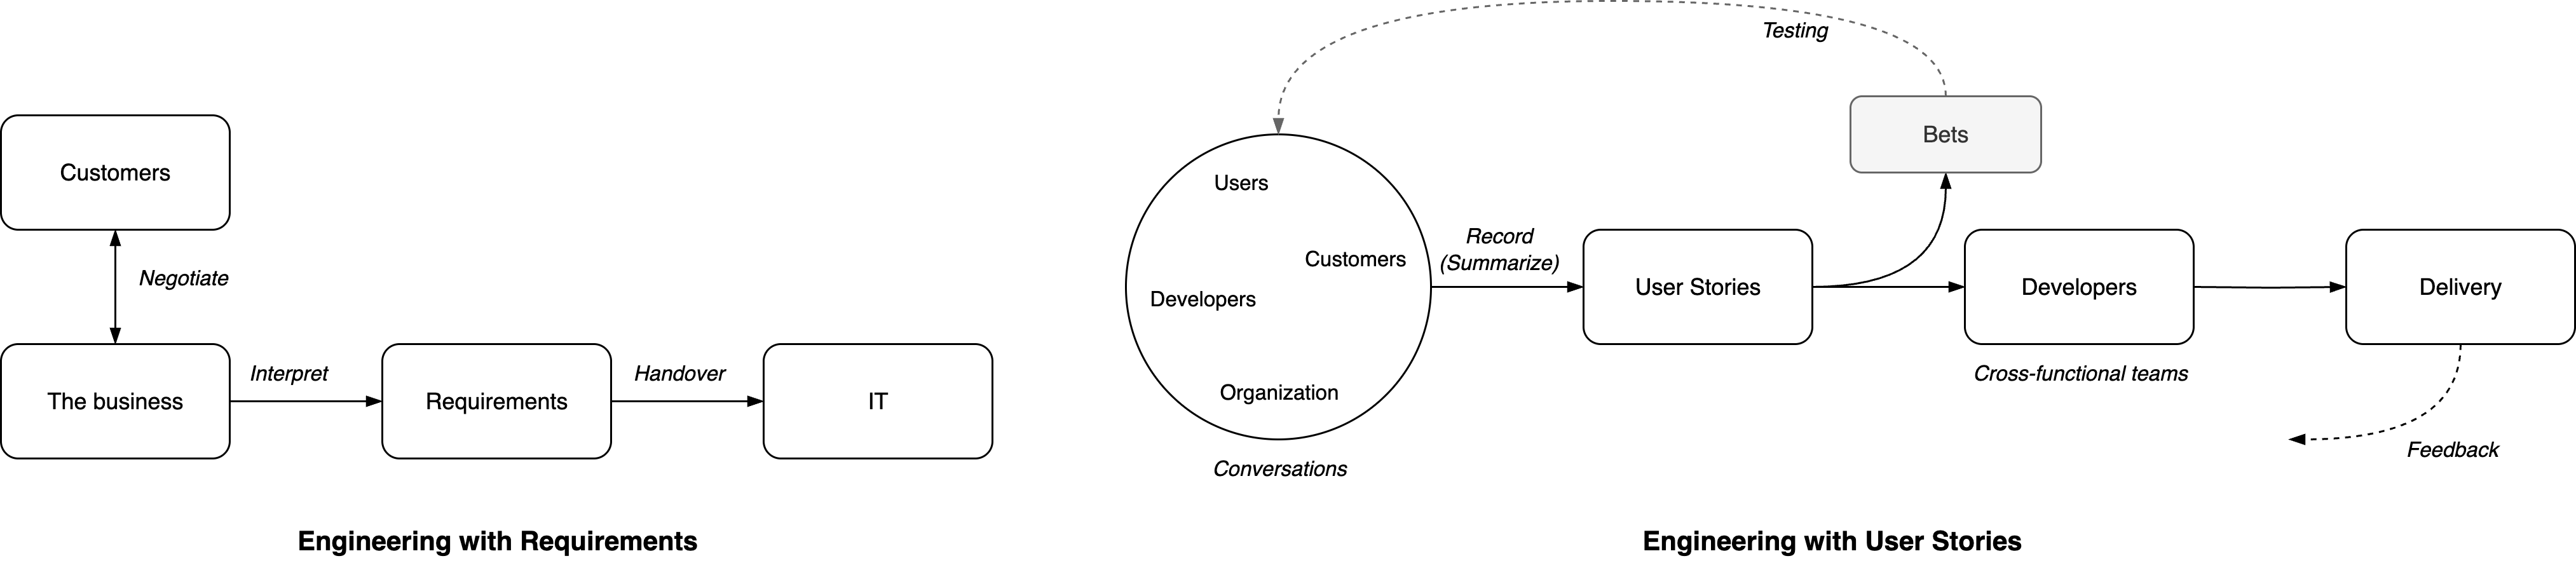 Customers
Negotiate
The business
Interpret
Requirements
Handover
IT
Engineering with Requirements
Testing
Bets
Users
Customers
Developers
Organization
Conversations
Record
(Summarize)
User Stories
Developers
Cross-functional teams
Delivery
Feedback
Engineering with User Stories